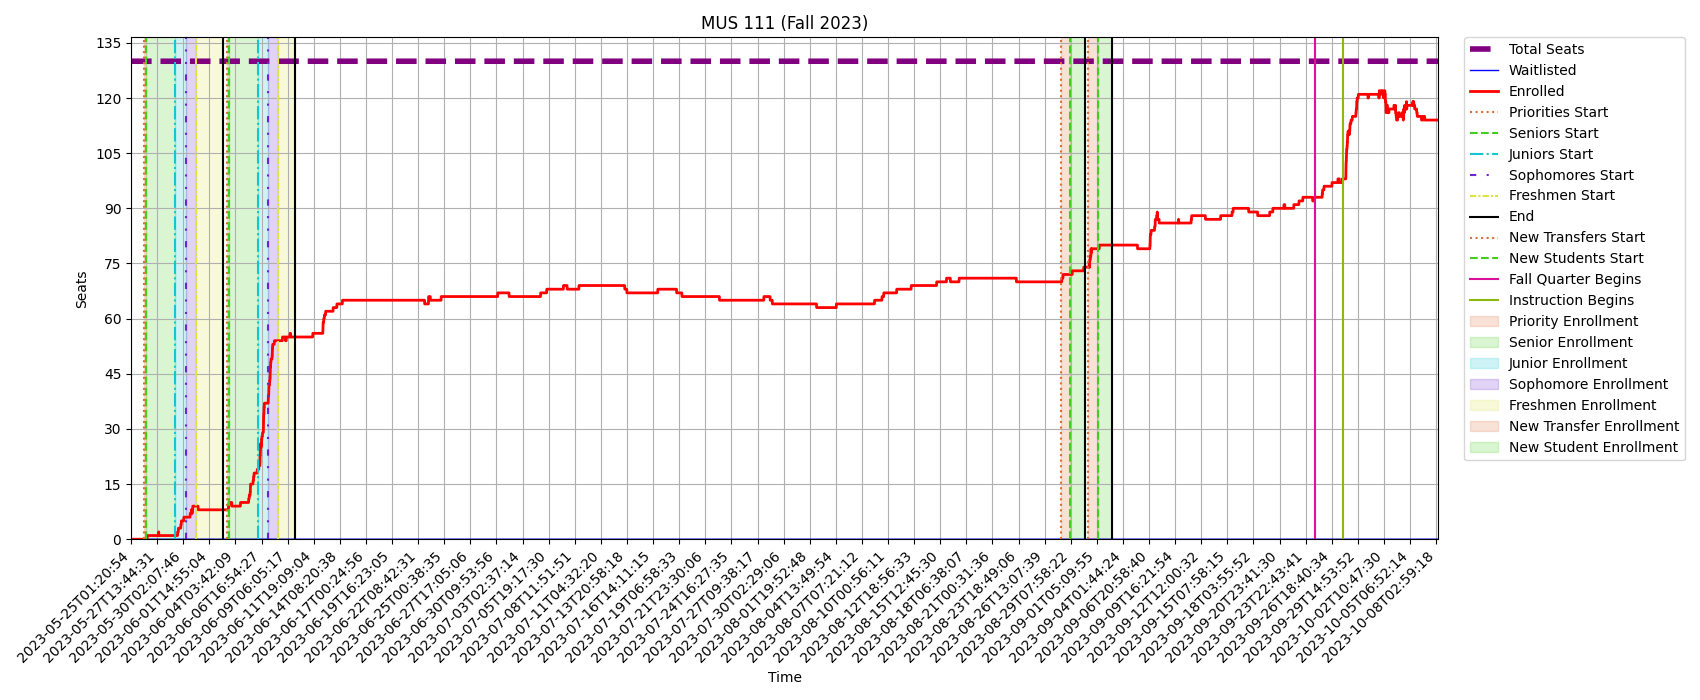 MUS 111 (Fall 2023)
135
120
105
90
75
60
45
30
15
0
Seats
2023-05-25T01:20:54
2023-05-27T13:44:31
2023-05-30T02:07:46
2023-06-01T14:55:04
2023-06-04T03:42:09
2023-06-06T16:54:27
2023-06-09T06:05:17
2023-06-11T19:09:04
2023-06-14T08:20:38
2023-06-17T00:24:56
2023-06-19T16:23:05
2023-06-22T08:42:31
2023-06-25T00:38:35
2023-06-27T17:05:06
2023-06-30T09:53:56
2023-07-03T02:37:14
2023-07-05T19:17:30
2023-07-08T11:51:51
2023-07-11T04:32:20
2023-07-13T20:58:18
2023-07-16T14:11:15
2023-07-19T06:58:33
2023-07-21T23:30:06
2023-07-24T16:27:35
2023-07-27T09:38:17
2023-07-30T02:29:06
2023-08-01T19:52:48
2023-08-04T13:49:54
2023-08-07T07:21:12
2023-08-10T00:56:11
2023-08-12T18:56:33
2023-08-15T12:45:30
2023-08-18T06:38:07
2023-08-21T00:31:36
2023-08-23T18:49:06
2023-08-26T13:07:39
2023-08-29T07:58:22
2023-09-01T05:09:55
2023-09-04T01:44:24
2023-09-06T20:58:40
2023-09-09T16:21:54
2023-09-12T12:00:32
2023-09-15T07:58:15
2023-09-18T03:55:52
2023-09-20T23:41:30
2023-09-23T22:43:41
2023-09-26T18:40:34
2023-09-29T14:53:52
2023-10-02T10:47:30
2023-10-05T06:52:14
2023-10-08T02:59:18
Time
Total Seats
Waitlisted
Enrolled
Priorities Start
Seniors Start
Juniors Start
Sophomores Start
Freshmen Start
End
New Transfers Start
New Students Start
Fall Quarter Begins
Instruction Begins
Priority Enrollment
Senior Enrollment
Junior Enrollment
Sophomore Enrollment
Freshmen Enrollment
New Transfer Enrollment
New Student Enrollment